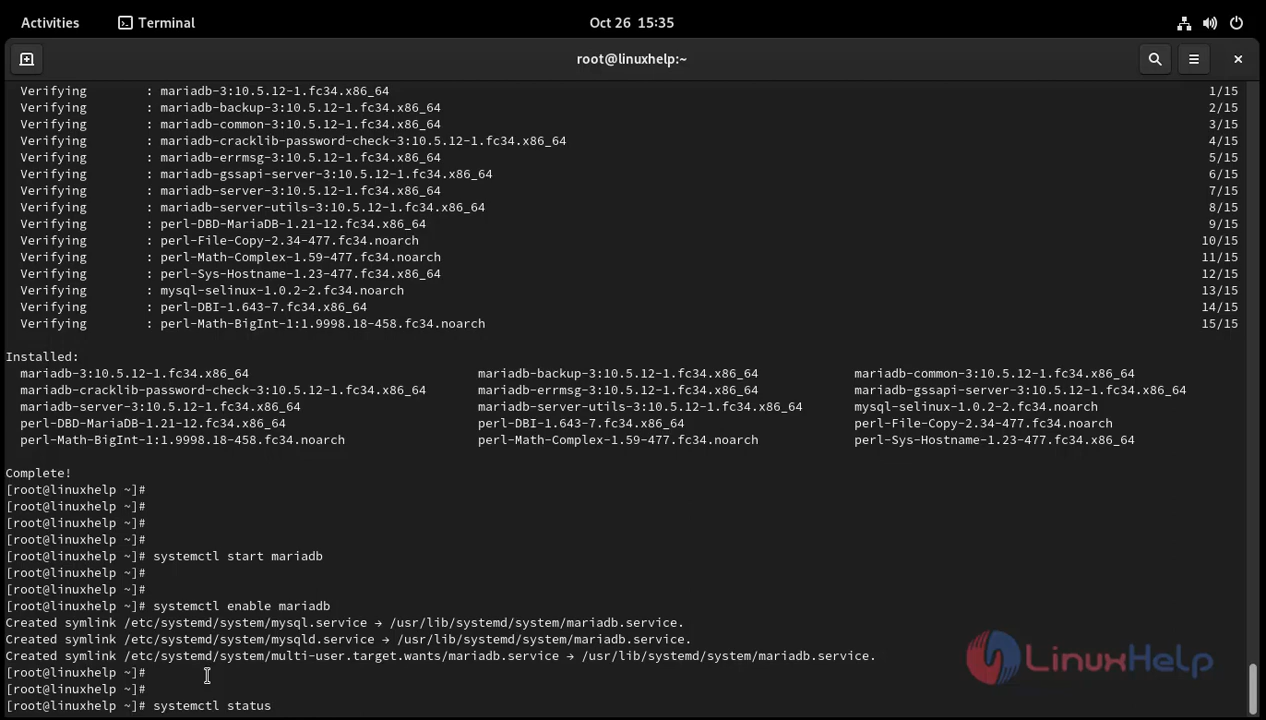 Activities Terminal Oct 26 15:35
root@linuxhelp:~
Verifying : mariadb-3:10.5.12-1.fc34.x86_64 1/15
Verifying : mariadb-backup-3:10.5.12-1.fc34.x86_64 2/15
Verifying : mariadb-common-3:10.5.12-1.fc34.x86_64 3/15
Verifying : mariadb-cracklib-password-check-3:10.5.12-1.fc34.x86_64 4/15
Verifying : mariadb-errmsg-3:10.5.12-1.fc34.x86_64 5/15
Verifying : mariadb-gssapi-server-3:10.5.12-1.fc34.x86_64 6/15
Verifying : mariadb-server-3:10.5.12-1.fc34.x86_64 7/15
Verifying : mariadb-server-utils-3:10.5.12-1.fc34.x86_64 8/15
Verifying : perl-DBD-MariaDB-1.21-12.fc34.x86_64 9/15
Verifying : perl-File-Copy-2.34-477.fc34.noarch 10/15
Verifying : perl-Math-Complex-1.59-477.fc34.noarch 11/15
Verifying : perl-Sys-Hostname-1.23-477.fc34.x86_64 12/15
Verifying : mysql-selinux-1.0.2-2.fc34.noarch 13/15
Verifying : perl-DBI-1.643-7.fc34.x86_64 14/15
Verifying : perl-Math-BigInt-1:1.9998.18-458.fc34.noarch 15/15
Installed:
mariadb-3:10.5.12-1.fc34.x86_64 mariadb-backup-3:10.5.12-1.fc34.x86_64 mariadb-common-3:10.5.12-1.fc34.x86_64
mariadb-cracklib-password-check-3:10.5.12-1.fc34.x86_64 mariadb-errmsg-3:10.5.12-1.fc34.x86_64 mariadb-gssapi-server-3:10.5.12-1.fc34.x86_64
mariadb-server-3:10.5.12-1.fc34.x86_64 mariadb-server-utils-3:10.5.12-1.fc34.x86_64 mysql-selinux-1.0.2-2.fc34.noarch
perl-DBD-MariaDB-1.21-12.fc34.x86_64 perl-DBI-1.643-7.fc34.x86_64 perl-File-Copy-2.34-477.fc34.noarch
perl-Math-BigInt-1:1.9998.18-458.fc34.noarch perl-Math-Complex-1.59-477.fc34.noarch perl-Sys-Hostname-1.23-477.fc34.x86_64
Complete!
[root@linuxhelp ~]#
[root@linuxhelp ~]#
[root@linuxhelp ~]#
[root@linuxhelp ~]#
[root@linuxhelp ~]# systemctl start mariadb
[root@linuxhelp ~]#
[root@linuxhelp ~]#
[root@linuxhelp ~]# systemctl enable mariadb
Created symlink /etc/systemd/system/mysql.service → /usr/lib/systemd/system/mariadb.service.
Created symlink /etc/systemd/system/mysqld.service → /usr/lib/systemd/system/mariadb.service.
Created symlink /etc/systemd/system/multi-user.target.wants/mariadb.service → /usr/lib/systemd/system/mariadb.service.
[root@linuxhelp ~]#
[root@linuxhelp ~]#
[root@linuxhelp ~]# systemctl status
LinuxHelp